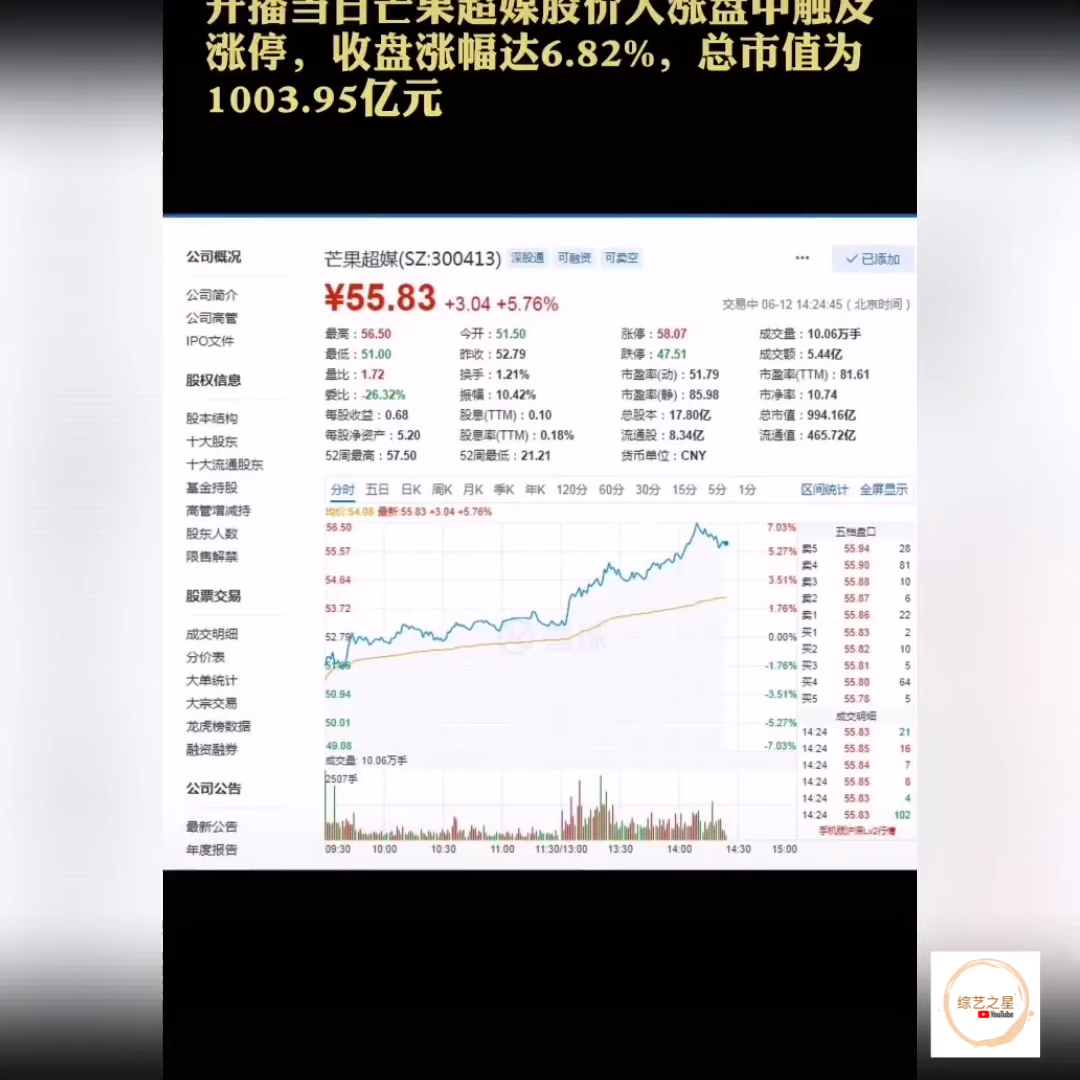 开播当日芒果超媒股价大涨盘中触及
涨停，收盘涨幅达6.82%，总市值为
1003.95亿元
公司概况
公司简介
公司高管
IPO文件
股权信息
股本结构
十大股东
十大流通股东
基金持股
高管增减持
股东人数
限售解禁
股票交易
成交明细
分价表
大单统计
大宗交易
龙虎榜数据
融资融券
公司公告
最新公告
年度报告
芒果超媒(SZ:300413) 深股通 可融资 可卖空 ··· ✓已添加
¥55.83 +3.04 +5.76% 交易中 06-12 14:24:45（北京时间）
最高：56.50 今开：51.50 涨停：58.07 成交量：10.06万手
最低：51.00 昨收：52.79 跌停：47.51 成交额：5.44亿
量比：1.72 换手：1.21% 市盈率(动)：51.79 市盈率(TTM)：81.61
委比：-26.32% 振幅：10.42% 市盈率(静)：85.98 市净率：10.74
每股收益：0.68 股息(TTM)：0.10 总股本：17.80亿 总市值：994.16亿
每股净资产：5.20 股息率(TTM)：0.18% 流通股：8.34亿 流通值：465.72亿
52周最高：57.50 52周最低：21.21 货币单位：CNY
分时 五日 日K 周K 月K 季K 年K 120分 60分 30分 15分 5分 1分 区间统计 全屏显示
均价:54.08 最新:55.83 +3.04 +5.76%
56.50 7.03%
55.57 5.27%
54.64 3.51%
53.72 1.76%
52.79 0.00%
-1.76%
50.94 -3.51%
50.01 -5.27%
49.08 -7.03%
成交量: 10.06万手
2507手
09:30 10:00 10:30 11:00 11:30/13:00 13:30 14:00 14:30 15:00
五档盘口
卖5 55.94 28
卖4 55.90 81
卖3 55.88 10
卖2 55.87 6
卖1 55.86 22
买1 55.83 2
买2 55.82 10
买3 55.81 5
买4 55.80 64
买5 55.78 5
成交明细
14:24 55.83 21
14:24 55.85 16
14:24 55.84 7
14:24 55.85 8
14:24 55.83 4
14:24 55.83 102
手机版沪深Lv2行情
综艺之星
YouTube